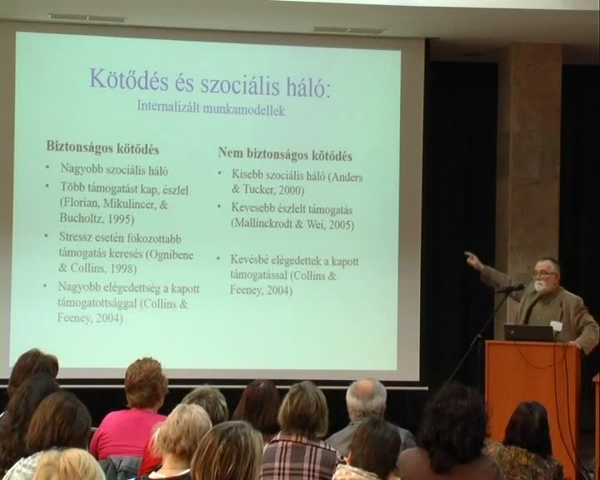 Kötődés és szociális háló:
Internalizált munkamodellek
Biztonságos kötődés
• Nagyobb szociális háló
• Több támogatást kap, észlel
(Florian, Mikulincer, &
Bucholtz, 1995)
• Stressz esetén fokozottabb
támogatás keresés (Ognibene
& Collins, 1998)
• Nagyobb elégedettség a kapott
támogatottsággal (Collins &
Feeney, 2004)
Nem biztonságos kötődés
• Kisebb szociális háló (Anders
& Tucker, 2000)
• Kevesebb észlelt támogatás
(Mallinckrodt & Wei, 2005)
• Kevésbé elégedettek a kapott
támogatással (Collins &
Feeney, 2004)